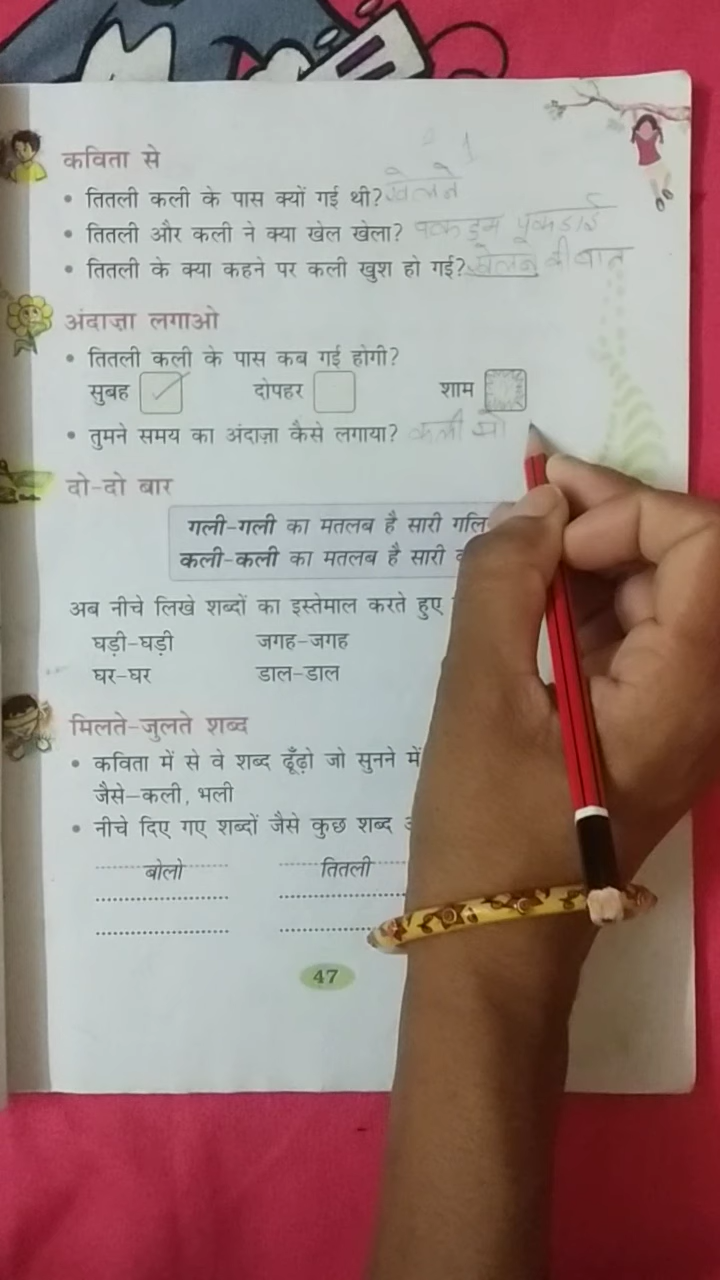 कविता से
• तितली कली के पास क्यों गई थी? खेलने
• तितली और कली ने क्या खेल खेला?
• तितली के क्या कहने पर कली खुश हो गई? खेलने की बात
अंदाज़ा लगाओ
• तितली कली के पास कब गई होगी?
सुबह दोपहर शाम
• तुमने समय का अंदाज़ा कैसे लगाया? कली सो
दो-दो बार
गली-गली का मतलब है सारी गलि
कली-कली का मतलब है सारी
अब नीचे लिखे शब्दों का इस्तेमाल करते हुए
घड़ी-घड़ी जगह-जगह
घर-घर डाल-डाल
मिलते-जुलते शब्द
• कविता में से वे शब्द ढूँढ़ो जो सुनने में
जैसे-कली, भली
• नीचे दिए गए शब्दों जैसे कुछ शब्द
बोलो तितली
47